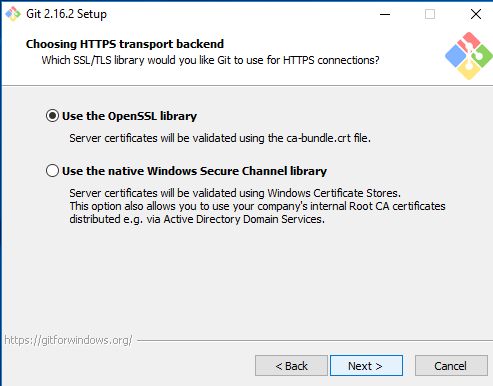 Git 2.16.2 Setup
Choosing HTTPS transport backend
Which SSL/TLS library would you like Git to use for HTTPS connections?
Use the OpenSSL library
Server certificates will be validated using the ca-bundle.crt file.
Use the native Windows Secure Channel library
Server certificates will be validated using Windows Certificate Stores.
This option also allows you to use your company's internal Root CA certificates
distributed e.g. via Active Directory Domain Services.
https://gitforwindows.org/
< Back
Next >
Cancel